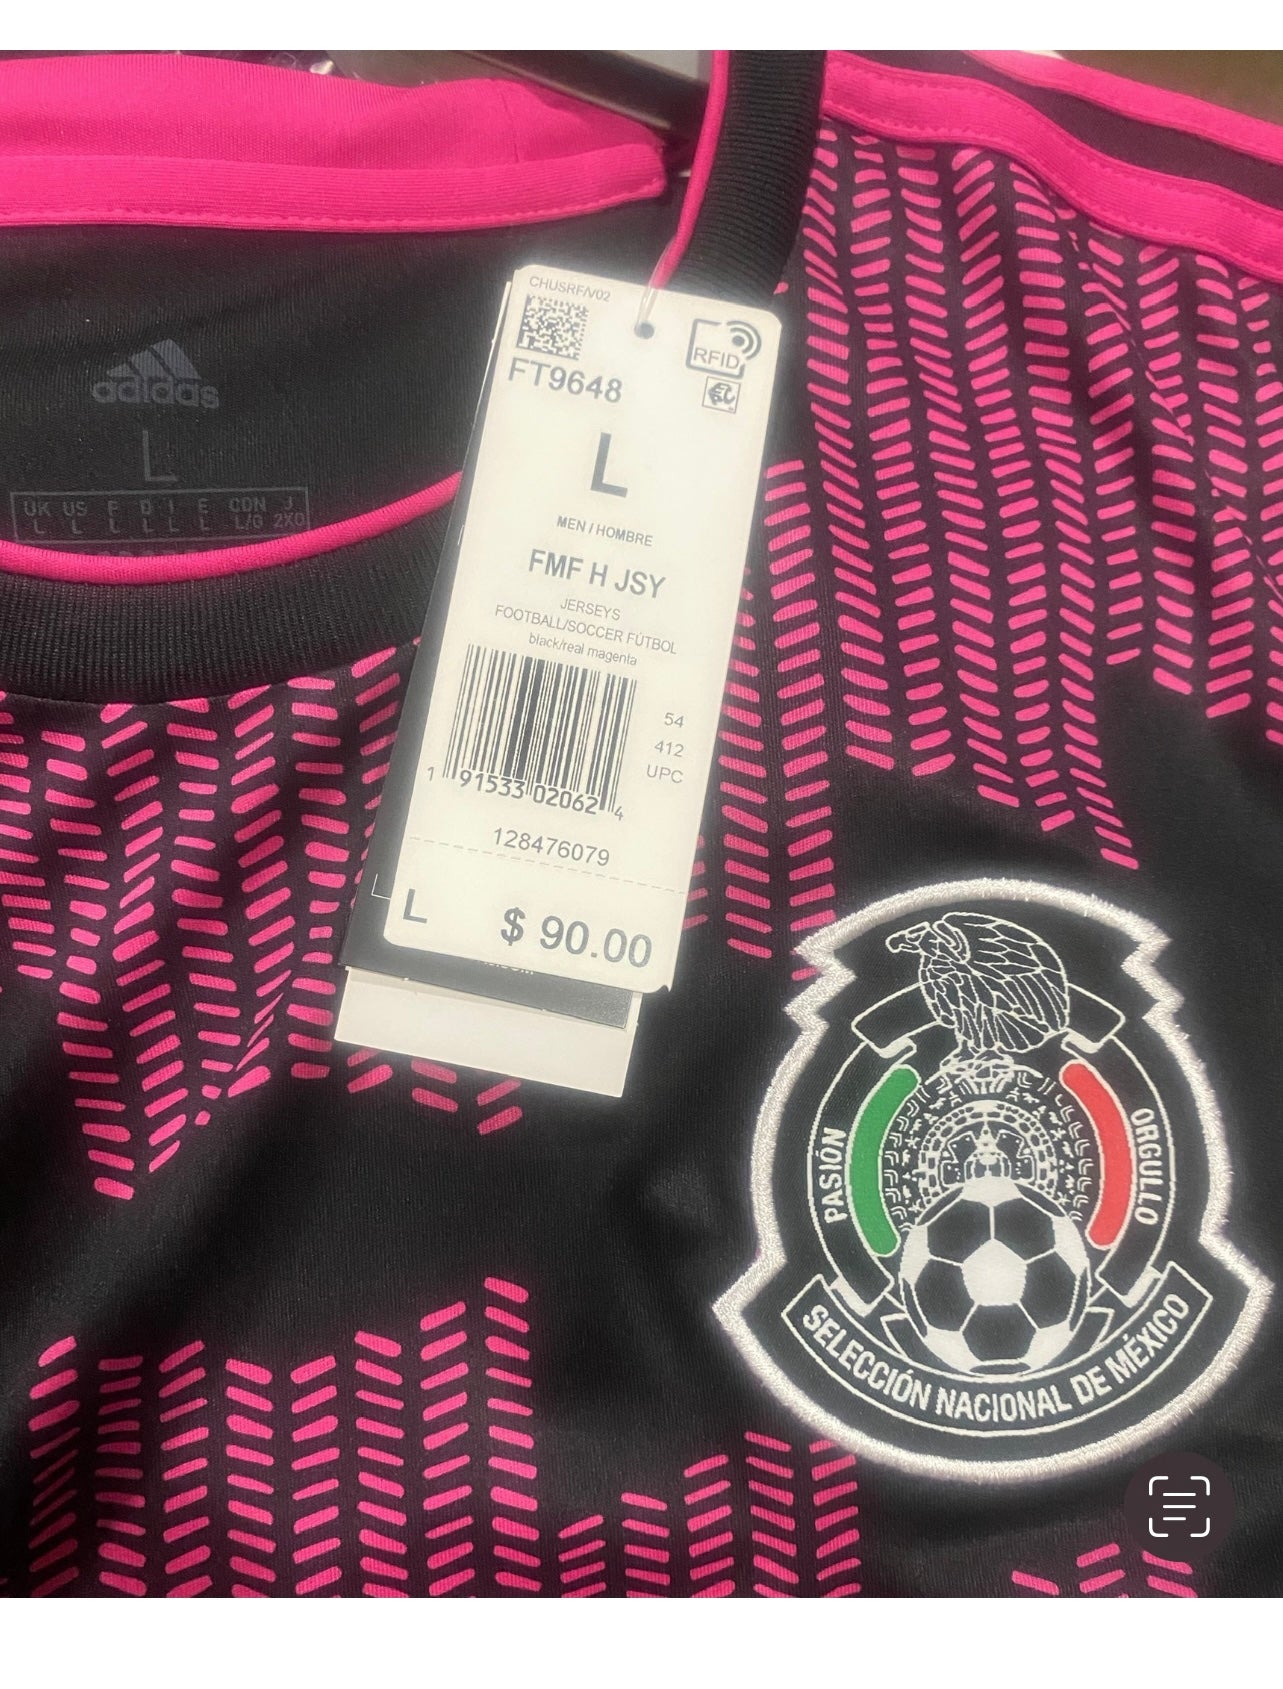 CHUSRF/V02
RFID
FT9648
L
MEN / HOMBRE
FMF H JSY
JERSEYS
FOOTBALL/SOCCER FÚTBOL
black/real magenta
54
412
UPC
1 91533 02062 4
128476079
L $ 90.00
adidas
L
UK US F D I E CDN J
L L L L L L L/G 2XO
PASIÓN
ORGULLO
SELECCIÓN NACIONAL DE MÉXICO